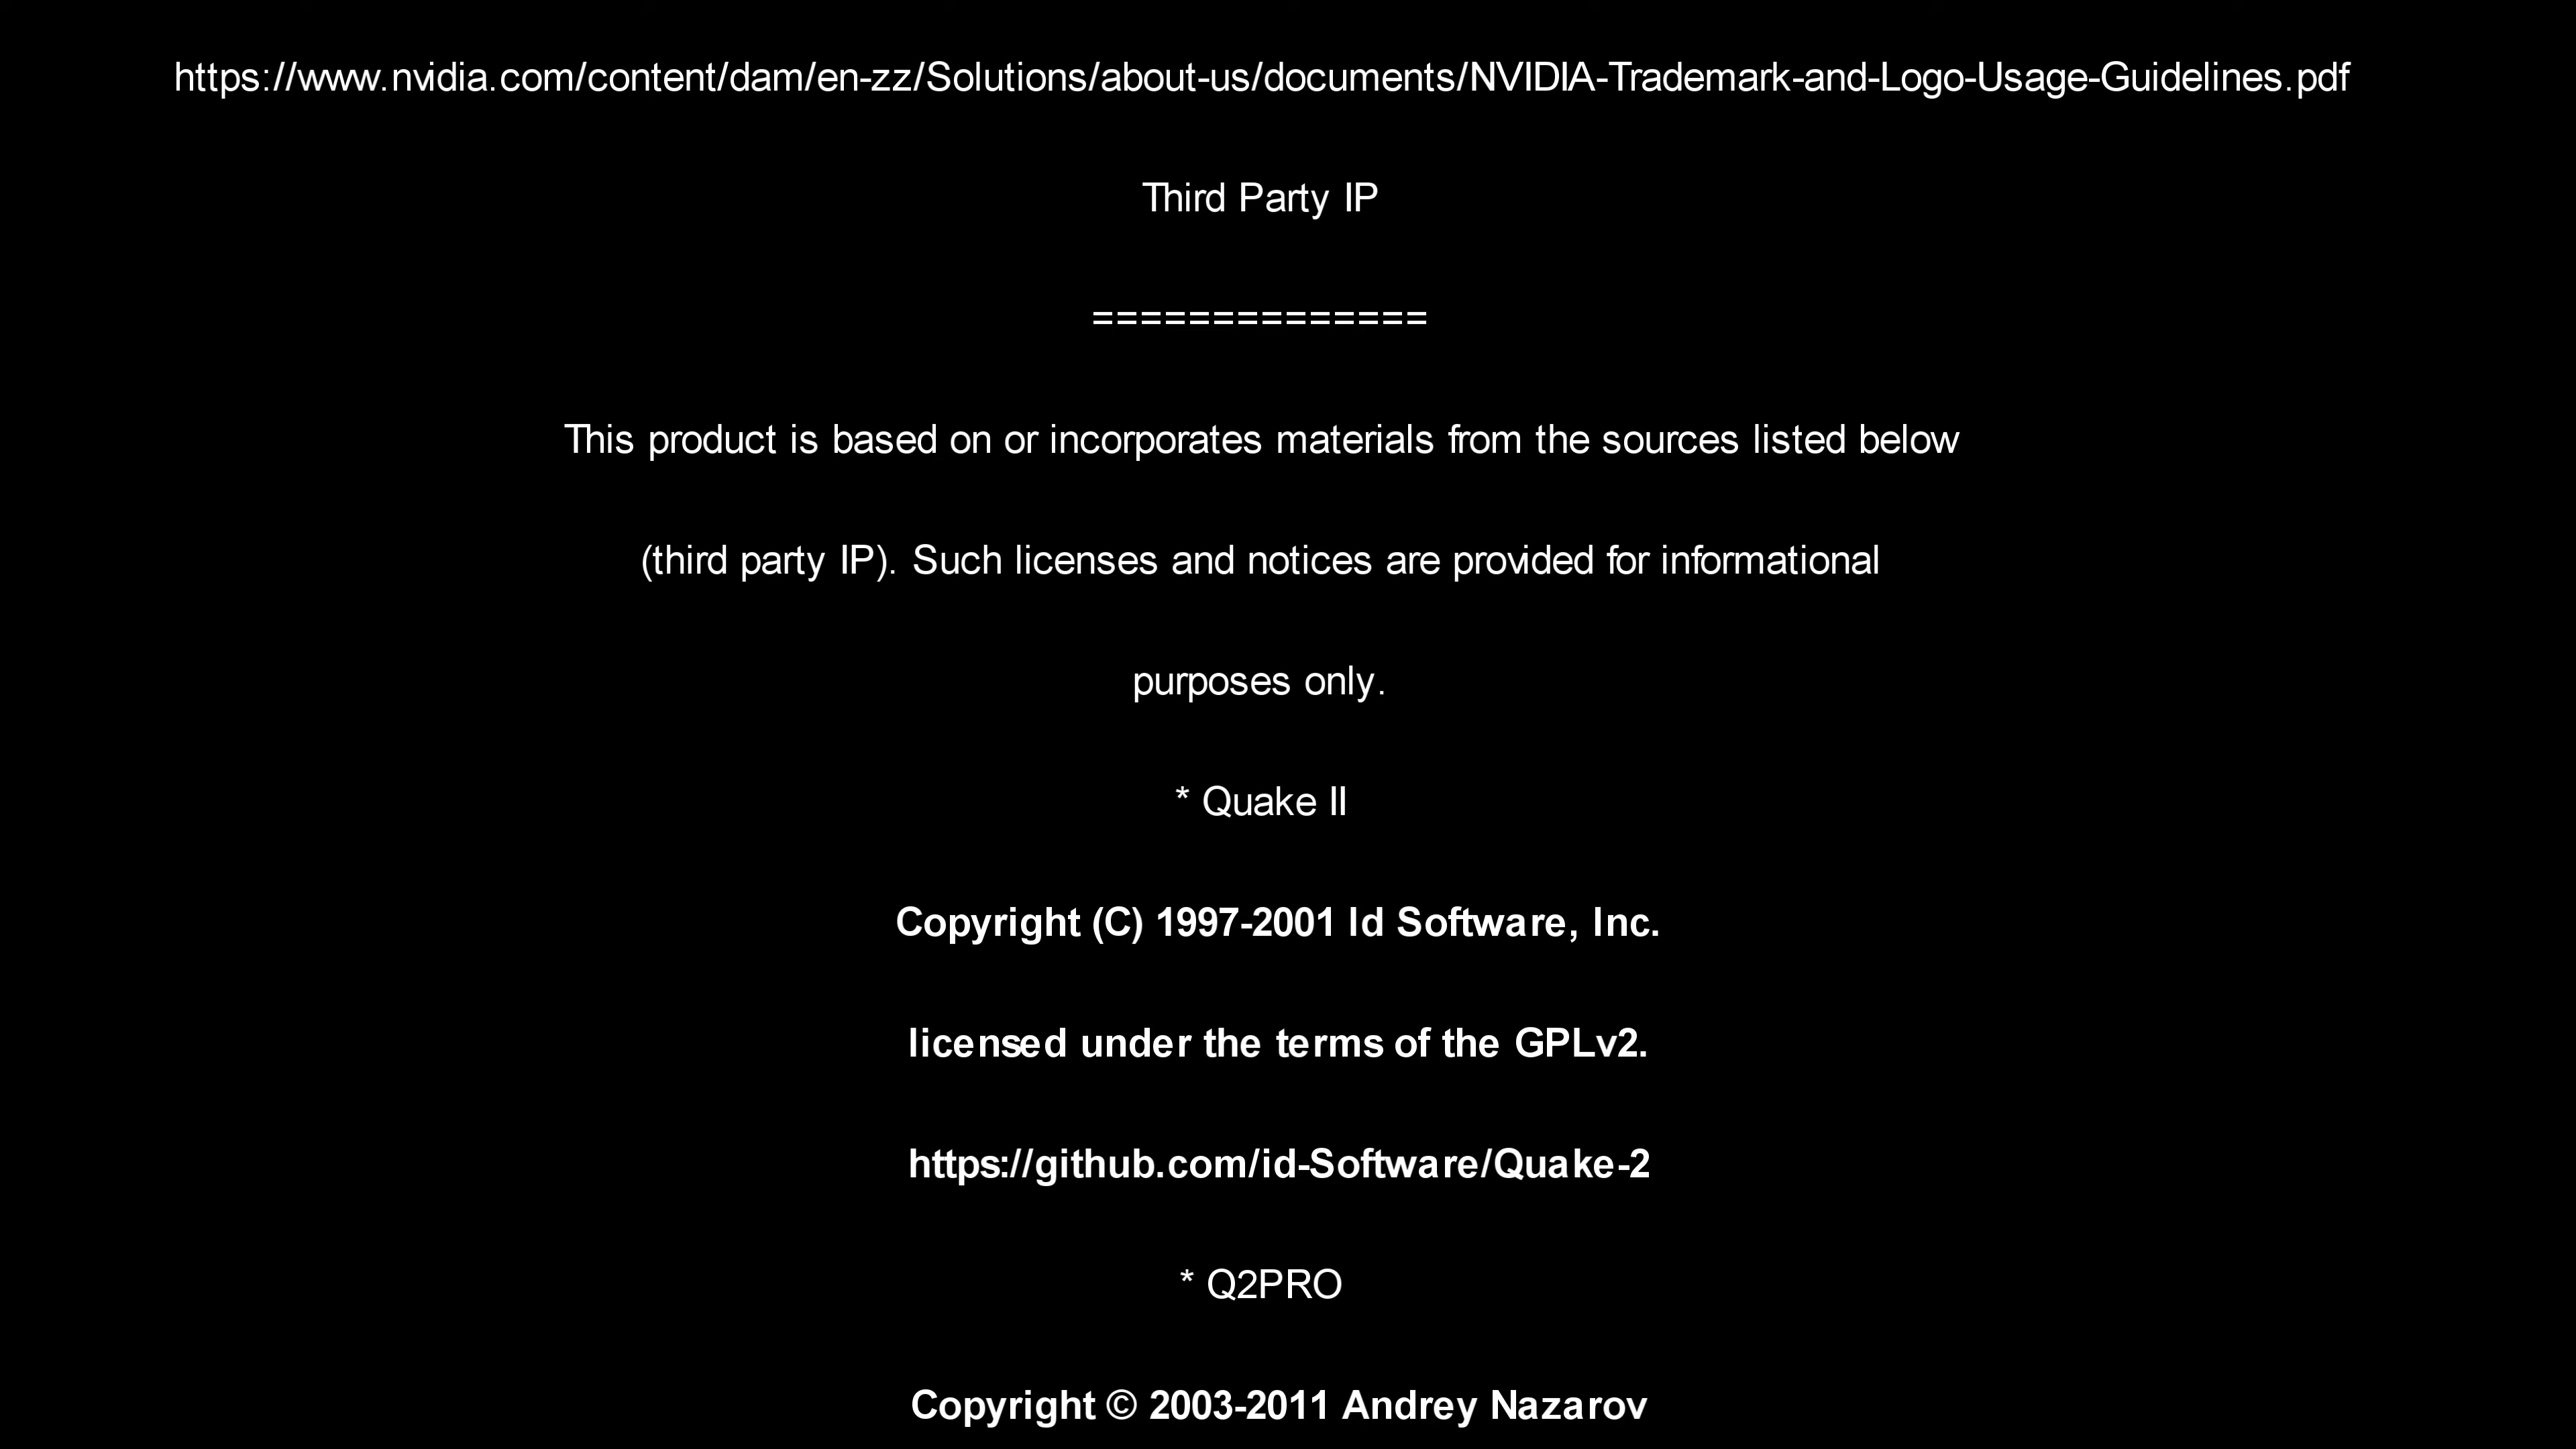 https://www.nvidia.com/content/dam/en-zz/Solutions/about-us/documents/NVIDIA-Trademark-and-Logo-Usage-Guidelines.pdf
Third Party IP
==============
This product is based on or incorporates materials from the sources listed below
(third party IP). Such licenses and notices are provided for informational
purposes only.
* Quake II
Copyright (C) 1997-2001 Id Software, Inc.
licensed under the terms of the GPLv2.
https://github.com/id-Software/Quake-2
* Q2PRO
Copyright © 2003-2011 Andrey Nazarov